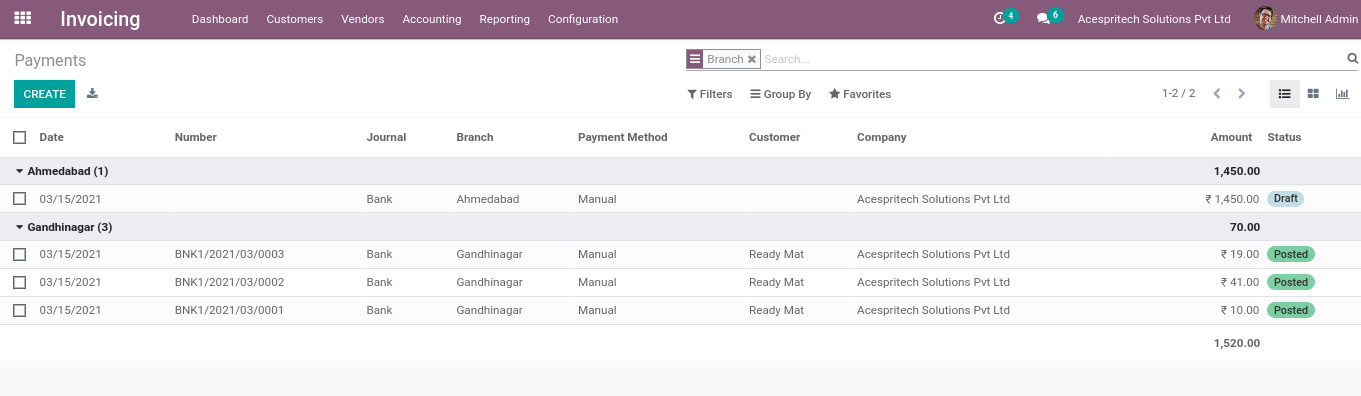 Invoicing Dashboard Customers Vendors Accounting Reporting Configuration 4 6 Acespritech Solutions Pvt Ltd Mitchell Admin
Payments Branch Search...
CREATE Filters Group By Favorites 1-2 / 2
Date Number Journal Branch Payment Method Customer Company Amount Status
Ahmedabad (1) 1,450.00
03/15/2021 Bank Ahmedabad Manual Acespritech Solutions Pvt Ltd ₹ 1,450.00 Draft
Gandhinagar (3) 70.00
03/15/2021 BNK1/2021/03/0003 Bank Gandhinagar Manual Ready Mat Acespritech Solutions Pvt Ltd ₹ 19.00 Posted
03/15/2021 BNK1/2021/03/0002 Bank Gandhinagar Manual Ready Mat Acespritech Solutions Pvt Ltd ₹ 41.00 Posted
03/15/2021 BNK1/2021/03/0001 Bank Gandhinagar Manual Ready Mat Acespritech Solutions Pvt Ltd ₹ 10.00 Posted
1,520.00